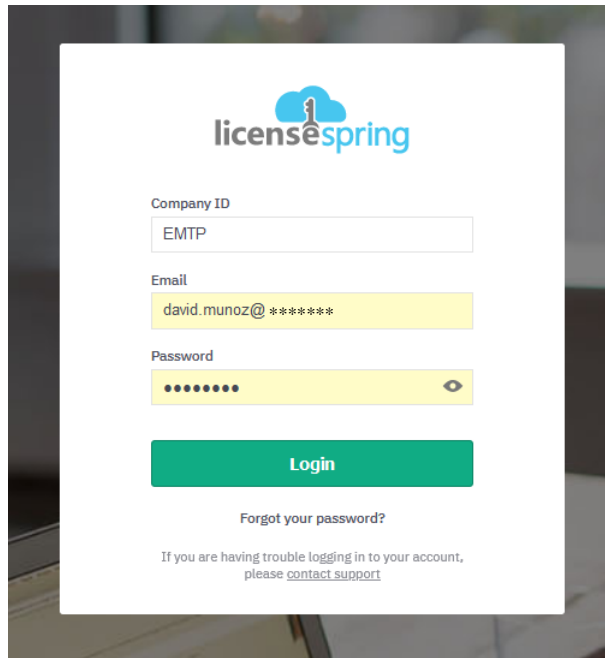 licensespring
Company ID
EMTP
Email
david.munoz@ *******
Password
••••••••
Login
Forgot your password?
If you are having trouble logging in to your account,
please contact support